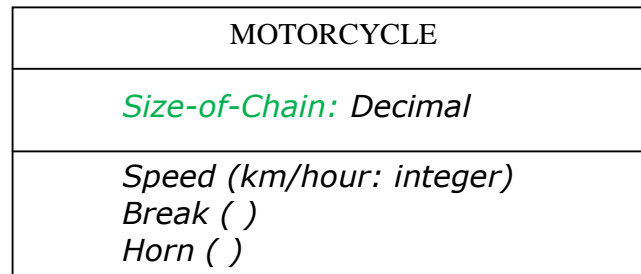 MOTORCYCLE
Size-of-Chain: Decimal
Speed (km/hour: integer)
Break ( )
Horn ( )